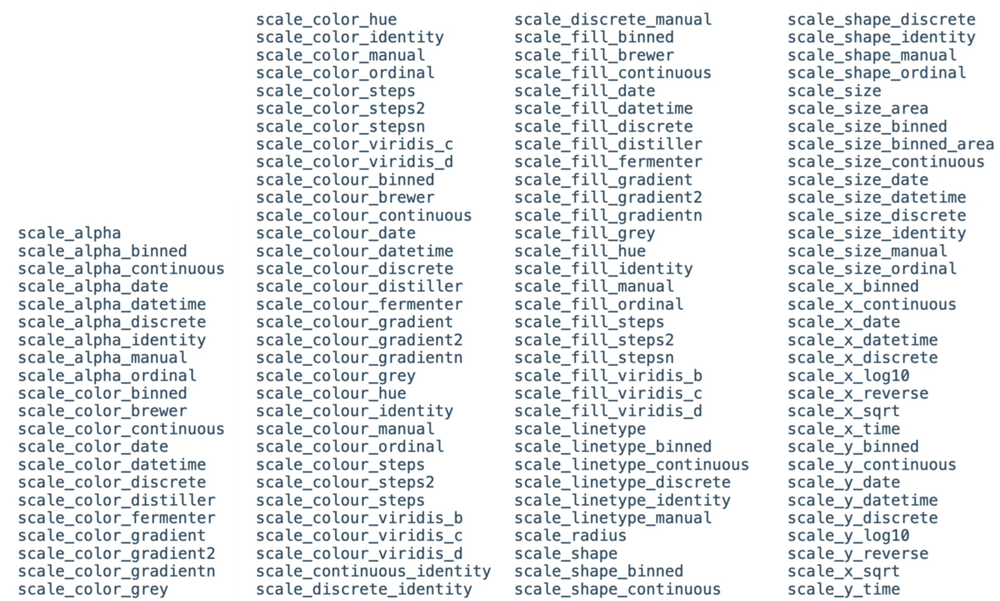 scale_alpha
scale_alpha_binned
scale_alpha_continuous
scale_alpha_date
scale_alpha_datetime
scale_alpha_discrete
scale_alpha_identity
scale_alpha_manual
scale_alpha_ordinal
scale_color_binned
scale_color_brewer
scale_color_continuous
scale_color_date
scale_color_datetime
scale_color_discrete
scale_color_distiller
scale_color_fermenter
scale_color_gradient
scale_color_gradient2
scale_color_gradientn
scale_color_grey
scale_color_hue
scale_color_identity
scale_color_manual
scale_color_ordinal
scale_color_steps
scale_color_steps2
scale_color_stepsn
scale_color_viridis_c
scale_color_viridis_d
scale_colour_binned
scale_colour_brewer
scale_colour_continuous
scale_colour_date
scale_colour_datetime
scale_colour_discrete
scale_colour_distiller
scale_colour_fermenter
scale_colour_gradient
scale_colour_gradient2
scale_colour_gradientn
scale_colour_grey
scale_colour_hue
scale_colour_identity
scale_colour_manual
scale_colour_ordinal
scale_colour_steps
scale_colour_steps2
scale_colour_steps
scale_colour_viridis_b
scale_colour_viridis_c
scale_colour_viridis_d
scale_continuous_identity
scale_discrete_identity
scale_discrete_manual
scale_fill_binned
scale_fill_brewer
scale_fill_continuous
scale_fill_date
scale_fill_datetime
scale_fill_discrete
scale_fill_distiller
scale_fill_fermenter
scale_fill_gradient
scale_fill_gradient2
scale_fill_gradientn
scale_fill_grey
scale_fill_hue
scale_fill_identity
scale_fill_manual
scale_fill_ordinal
scale_fill_steps
scale_fill_steps2
scale_fill_stepsn
scale_fill_viridis_b
scale_fill_viridis_c
scale_fill_viridis_d
scale_linetype
scale_linetype_binned
scale_linetype_continuous
scale_linetype_discrete
scale_linetype_identity
scale_linetype_manual
scale_radius
scale_shape
scale_shape_binned
scale_shape_continuous
scale_shape_discrete
scale_shape_identity
scale_shape_manual
scale_shape_ordinal
scale_size
scale_size_area
scale_size_binned
scale_size_binned_area
scale_size_continuous
scale_size_date
scale_size_datetime
scale_size_discrete
scale_size_identity
scale_size_manual
scale_size_ordinal
scale_x_binned
scale_x_continuous
scale_x_date
scale_x_datetime
scale_x_discrete
scale_x_log10
scale_x_reverse
scale_x_sqrt
scale_x_time
scale_y_binned
scale_y_continuous
scale_y_date
scale_y_datetime
scale_y_discrete
scale_y_log10
scale_y_reverse
scale_x_sqrt
scale_y_time